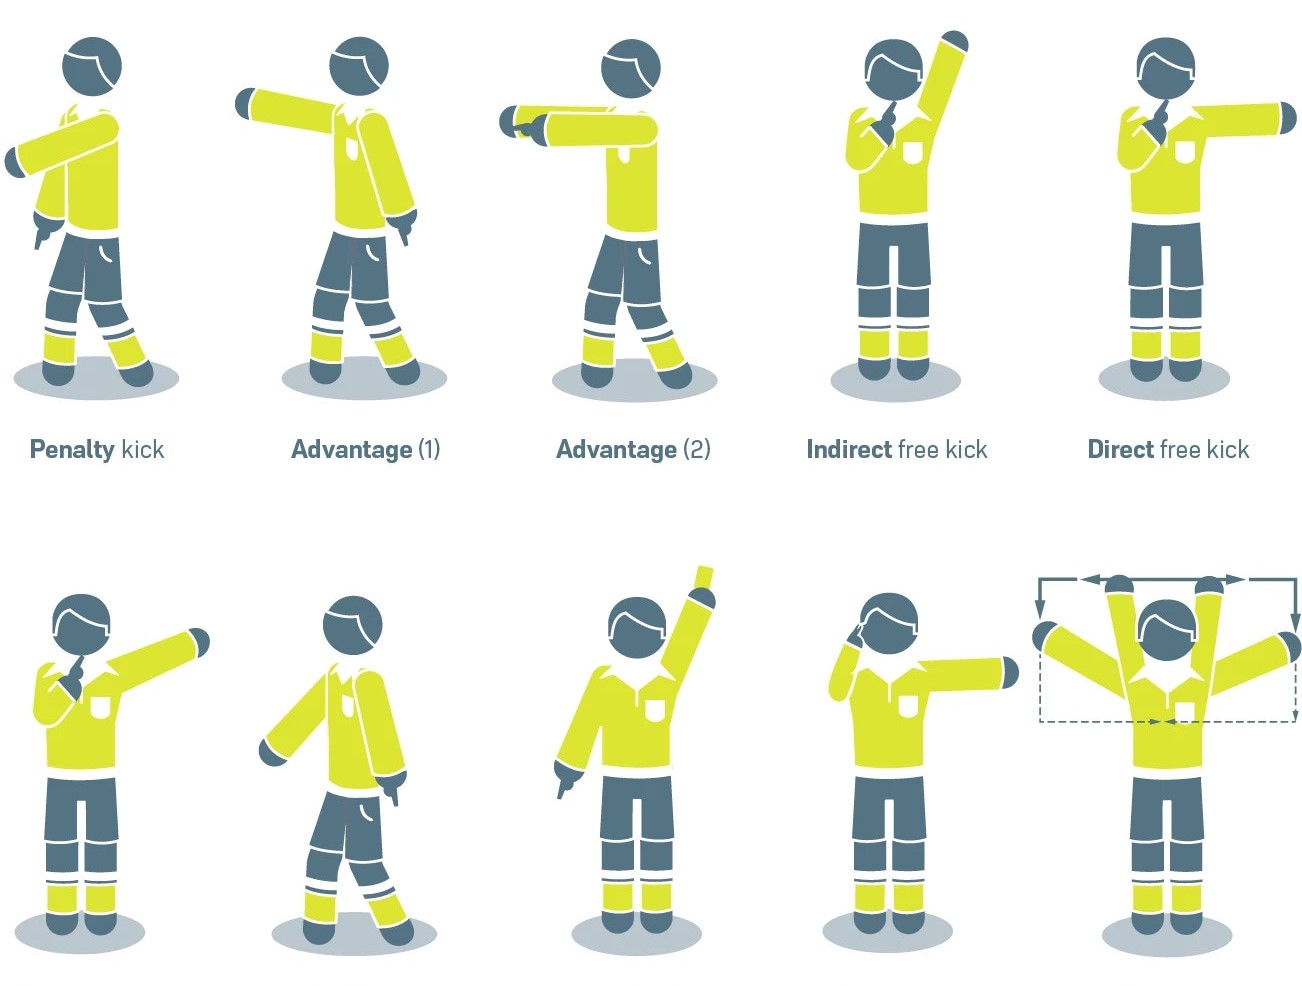 Penalty kick
Advantage (1)
Advantage (2)
Indirect free kick
Direct free kick